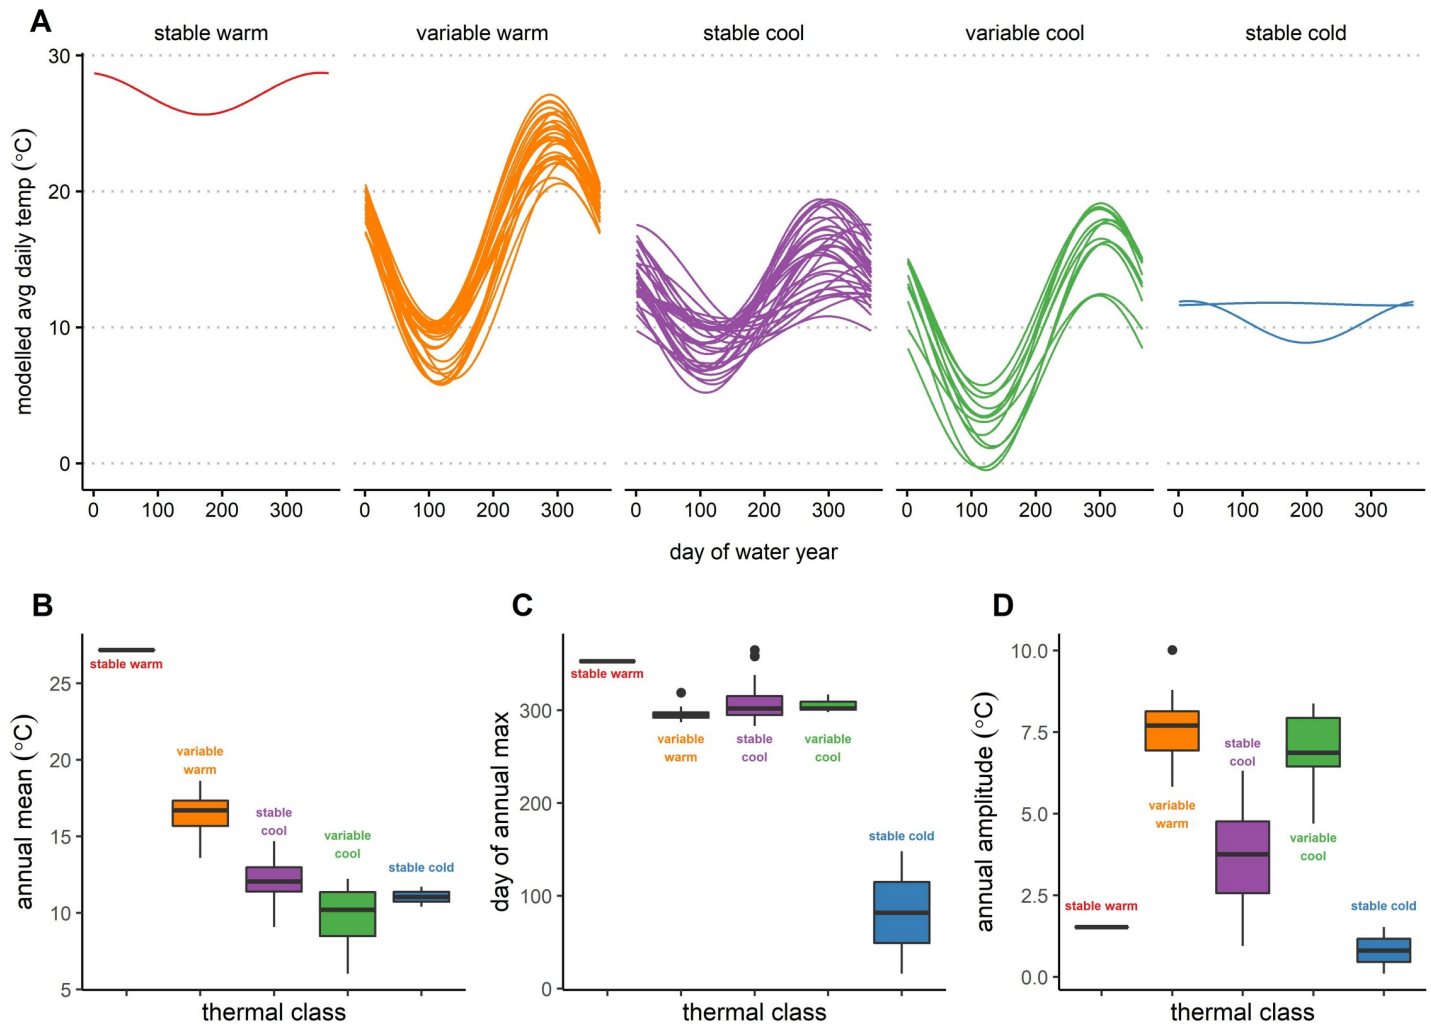 A
stable warm
variable warm
stable cool
variable cool
stable cold
modelled avg daily temp (°C)
30
20
10
0
0 100 200 300
0 100 200 300
0 100 200 300
0 100 200 300
0 100 200 300
day of water year
B
annual mean (°C)
25
20
15
10
5
stable warm
variable
warm
stable
cool
variable
cool
stable cold
thermal class
C
day of annual max
300
200
100
0
stable warm
variable
warm
stable
cool
variable
cool
stable cold
thermal class
D
annual amplitude (°C)
10.0
7.5
5.0
2.5
0.0
stable warm
variable
warm
stable
cool
variable
cool
stable cold
thermal class